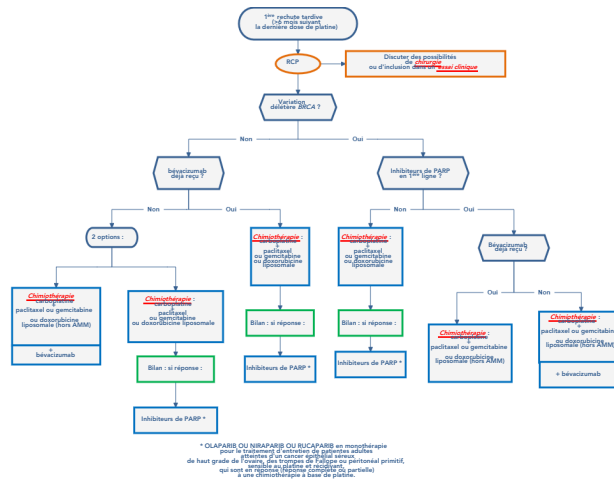 1ère rechute tardive
(>6 mois suivant
la dernière dose de platine)
RCP
Discuter des possibilités
de chirurgie
ou d'inclusion dans un essai clinique
Variation
délétère BRCA ?
Non
Oui
bévacizumab
déjà reçu ?
Inhibiteurs de PARP
en 1ère ligne ?
Non
Oui
Non
Oui
2 options :
Chimiothérapie :
carboplatine
+
paclitaxel
ou gemcitabine
ou doxorubicine
liposomale
Chimiothérapie :
carboplatine
+
paclitaxel
ou gemcitabine
ou doxorubicine
liposomale
Bévacizumab
déjà reçu ?
Oui
Non
Chimiothérapie
carboplatine
+
paclitaxel ou gemcitabine
ou doxorubicine
liposomale (hors AMM)
+
bévacizumab
Chimiothérapie :
carboplatine
+
paclitaxel
ou gemcitabine
ou doxorubicine liposomale
Bilan : si réponse :
Bilan : si réponse :
Chimiothérapie :
carboplatine
+
paclitaxel ou gemcitabine
ou doxorubicine
liposomale (hors AMM)
Chimiothérapie :
carboplatine
+
paclitaxel ou gemcitabine
ou doxorubicine
liposomale (hors AMM)
+ bévacizumab
Bilan : si réponse :
Inhibiteurs de PARP *
Inhibiteurs de PARP *
Inhibiteurs de PARP *
* OLAPARIB OU NIRAPARIB OU RUCAPARIB en monothérapie
pour le traitement d'entretien de patientes adultes
atteintes d'un cancer épithélial séreux
de haut grade de l'ovaire, des trompes de Fallope ou péritonéal primitif,
sensible au platine et récidivant,
qui sont en réponse (réponse complète ou partielle)
à une chimiothérapie à base de platine.